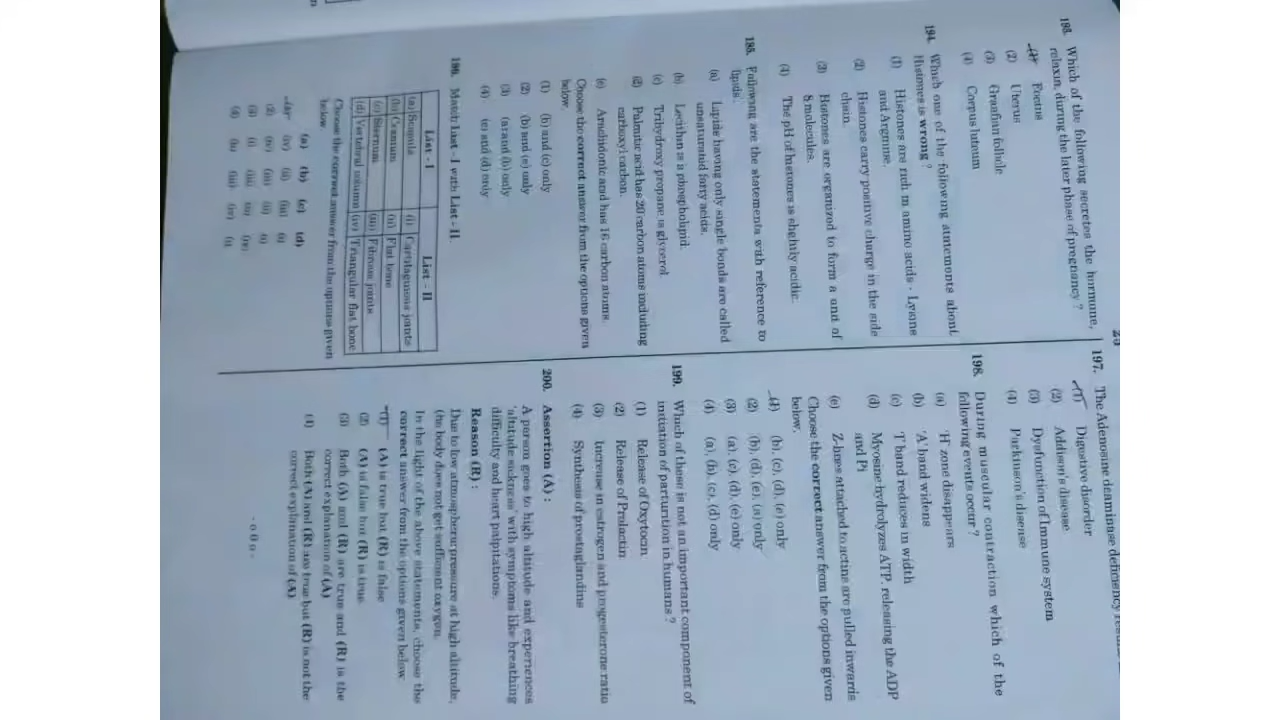 193. Which of the following secretes the hormone,
relaxin, during the later phase of pregnancy ?
(1) Foetus
(2) Uterus
(3) Graafian follicle
(4) Corpus luteum
194. Which one of the following statements about
Histones is wrong ?
(1) Histones are rich in amino acids - Lysine
and Arginine.
(2) Histones carry positive charge in the side
chain.
(3) Histones are organized to form a unit of
8 molecules.
(4) The pH of histones is slightly acidic.
195. Following are the statements with reference to
'lipids'.
(a) Lipids having only single bonds are called
unsaturated fatty acids.
(b) Lecithin is a phospholipid.
(c) Trihydroxy propane is glycerol.
(d) Palmitic acid has 20 carbon atoms including
carboxyl carbon.
(e) Arachidonic acid has 16 carbon atoms.
Choose the correct answer from the options given
below.
(1) (b) and (c) only
(2) (b) and (e) only
(3) (a) and (b) only
(4) (c) and (d) only
196. Match List - I with List - II.
List - I List - II
(a) Scapula (i) Cartilaginous joints
(b) Cranium (ii) Flat bone
(c) Sternum (iii) Fibrous joints
(d) Vertebral column (iv) Triangular flat bone
Choose the correct answer from the options given
below
(a) (b) (c) (d)
(1) (iv) (ii) (iii) (i)
(2) (iv) (iii) (ii) (i)
(3) (i) (iii) (ii) (iv)
(4) (ii) (iii) (iv) (i)
197. The Adenosine deaminase deficiency
(1) Digestive disorder
(2) Addison's disease
(3) Dysfunction of Immune system
(4) Parkinson's disease
198. During muscular contraction which of the
following events occur ?
(a) 'H' zone disappears
(b) 'A' band widens
(c) 'I' band reduces in width
(d) Myosine hydrolyzes ATP, releasing the ADP
and Pi
(e) Z-lines attached to actins are pulled inwards
Choose the correct answer from the options given
below.
(1) (b), (c), (d), (e) only
(2) (b), (d), (e), (a) only
(3) (a), (c), (d), (e) only
(4) (a), (b), (c), (d) only
199. Which of these is not an important component of
initiation of parturition in humans ?
(1) Release of Oxytocin
(2) Release of Prolactin
(3) Increase in estrogen and progesterone ratio
(4) Synthesis of prostaglandins
200. Assertion (A) :
A person goes to high altitude and experiences
'altitude sickness' with symptoms like breathing
difficulty and heart palpitations.
Reason (R) :
Due to low atmospheric pressure at high altitude,
the body does not get sufficient oxygen.
In the light of the above statements, choose the
correct answer from the options given below
(1) (A) is true but (R) is false
(2) (A) is false but (R) is true
(3) Both (A) and (R) are true and (R) is the
correct explanation of (A)
(4) Both (A) and (R) are true but (R) is not the
correct explanation of (A)
- o 0 o -